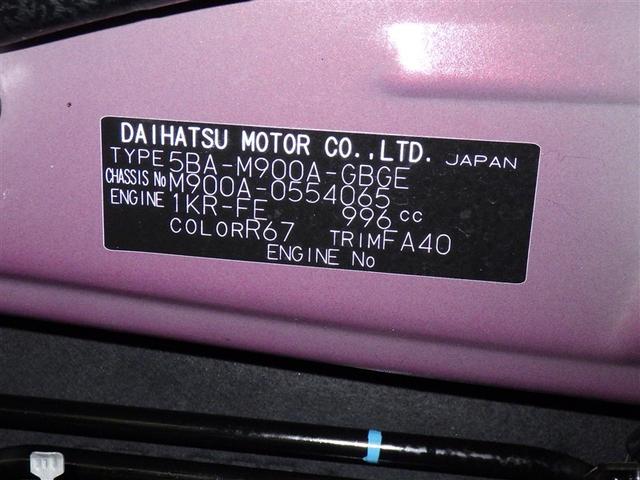 DAIHATSU MOTOR CO.,LTD. JAPAN
TYPE 5BA-M900A-GBGE
CHASSIS No M900A-0554065
ENGINE 1KR-FE 996 cc
COLOR R67 TRIM FA40
ENGINE No